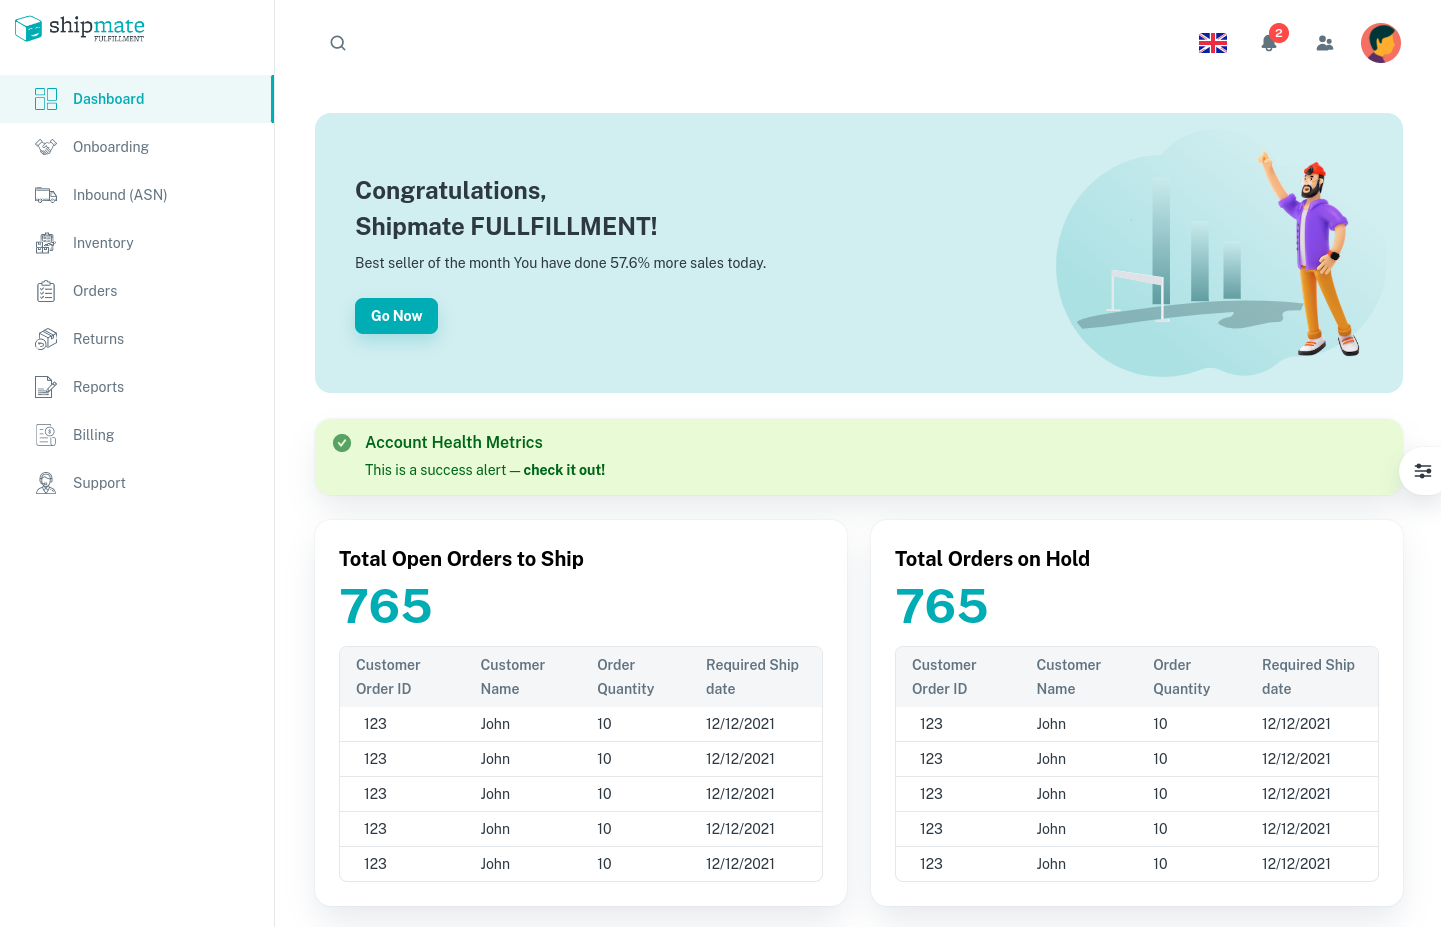 shipmate
FULFILLMENT
2
Dashboard
Onboarding
Inbound (ASN)
Inventory
Orders
Returns
Reports
Billing
Support
Congratulations,
Shipmate FULLFILLMENT!
Best seller of the month You have done 57.6% more sales today.
Go Now
Account Health Metrics
This is a success alert — check it out!
Total Open Orders to Ship
765
Customer Order ID Customer Name Order Quantity Required Ship date
123 John 10 12/12/2021
123 John 10 12/12/2021
123 John 10 12/12/2021
123 John 10 12/12/2021
123 John 10 12/12/2021
Total Orders on Hold
765
Customer Order ID Customer Name Order Quantity Required Ship date
123 John 10 12/12/2021
123 John 10 12/12/2021
123 John 10 12/12/2021
123 John 10 12/12/2021
123 John 10 12/12/2021